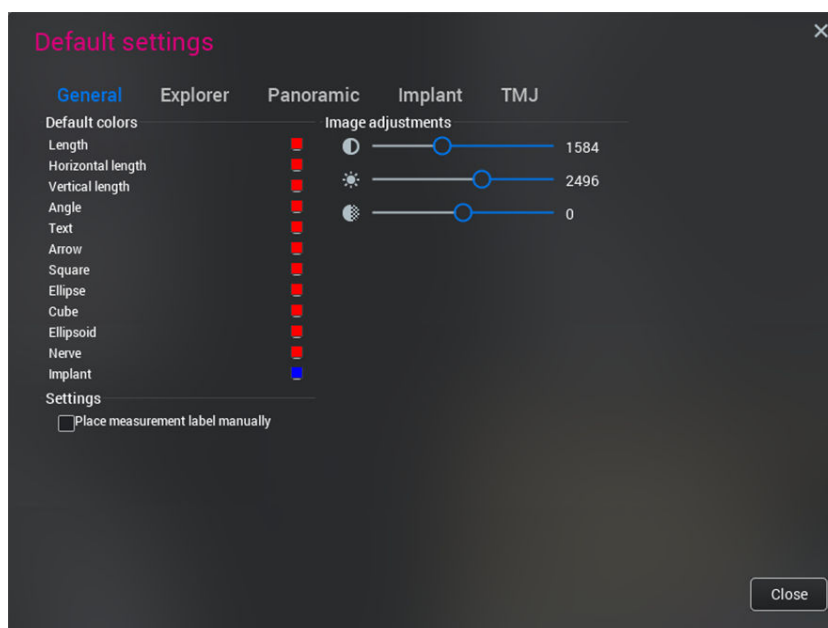 Default settings
General Explorer Panoramic Implant TMJ
Default colors
Length
Horizontal length
Vertical length
Angle
Text
Arrow
Square
Ellipse
Cube
Ellipsoid
Nerve
Implant
Settings
Place measurement label manually
Image adjustments
1584
2496
0
Close